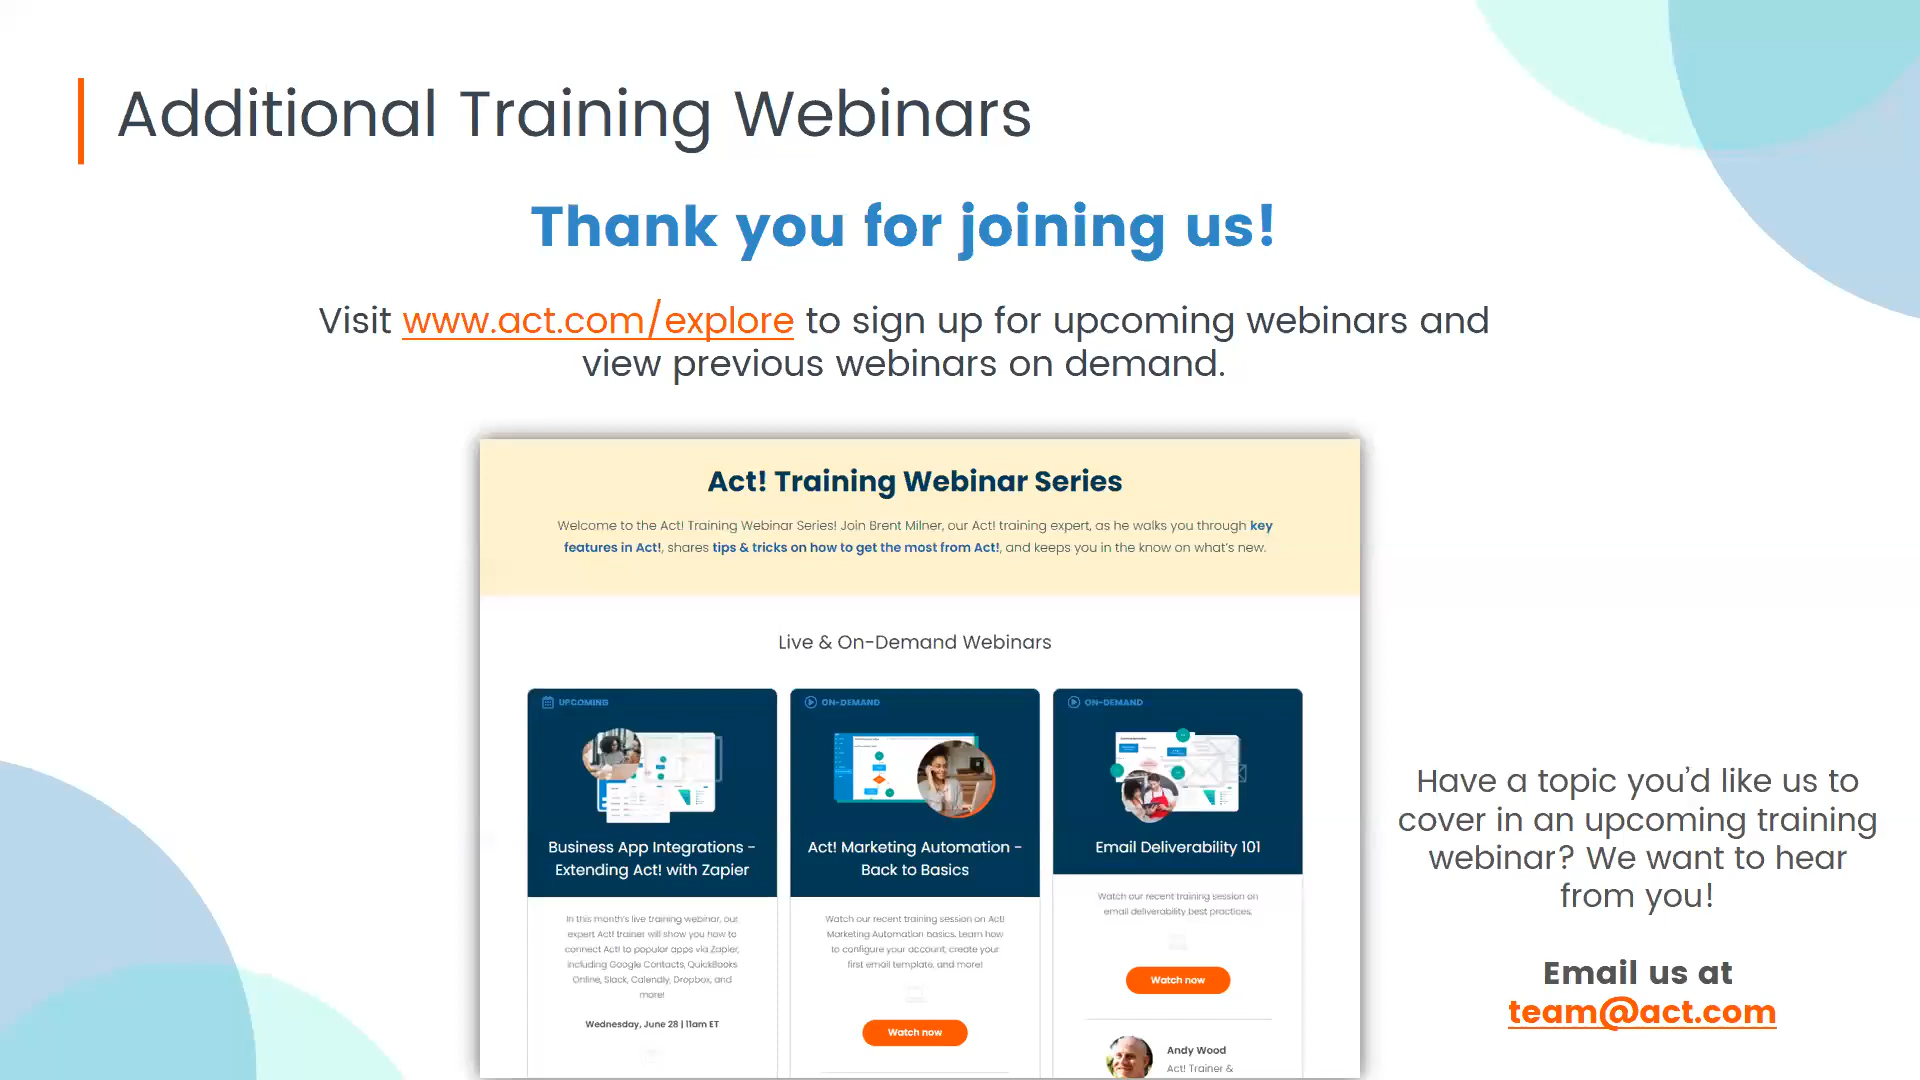 Additional Training Webinars
Thank you for joining us!
Visit www.act.com/explore to sign up for upcoming webinars and
view previous webinars on demand.
Act! Training Webinar Series
Welcome to the Act! Training Webinar Series! Join Brent Milner, our Act! training expert, as he walks you through key
features in Act!, shares tips & tricks on how to get the most from Act!, and keeps you in the know on what's new.
Live & On-Demand Webinars
UPCOMING
Business App Integrations -
Extending Act! with Zapier
In this month's live training webinar, our
expert Act! trainer will show you how to
connect Act! to popular apps via Zapier,
including Google Contacts, QuickBooks
Online, Slack, Calendly, Dropbox, and
more!
Wednesday, June 28 | 11am ET
ON-DEMAND
Act! Marketing Automation -
Back to Basics
Watch our recent training session on Act!
Marketing Automation basics. Learn how
to configure your account, create your
first email template, and more!
Watch now
ON-DEMAND
Email Deliverability 101
Watch our recent training session on
email deliverability best practices.
Watch now
Andy Wood
Act! Trainer &
Have a topic you'd like us to
cover in an upcoming training
webinar? We want to hear
from you!
Email us at
team@act.com